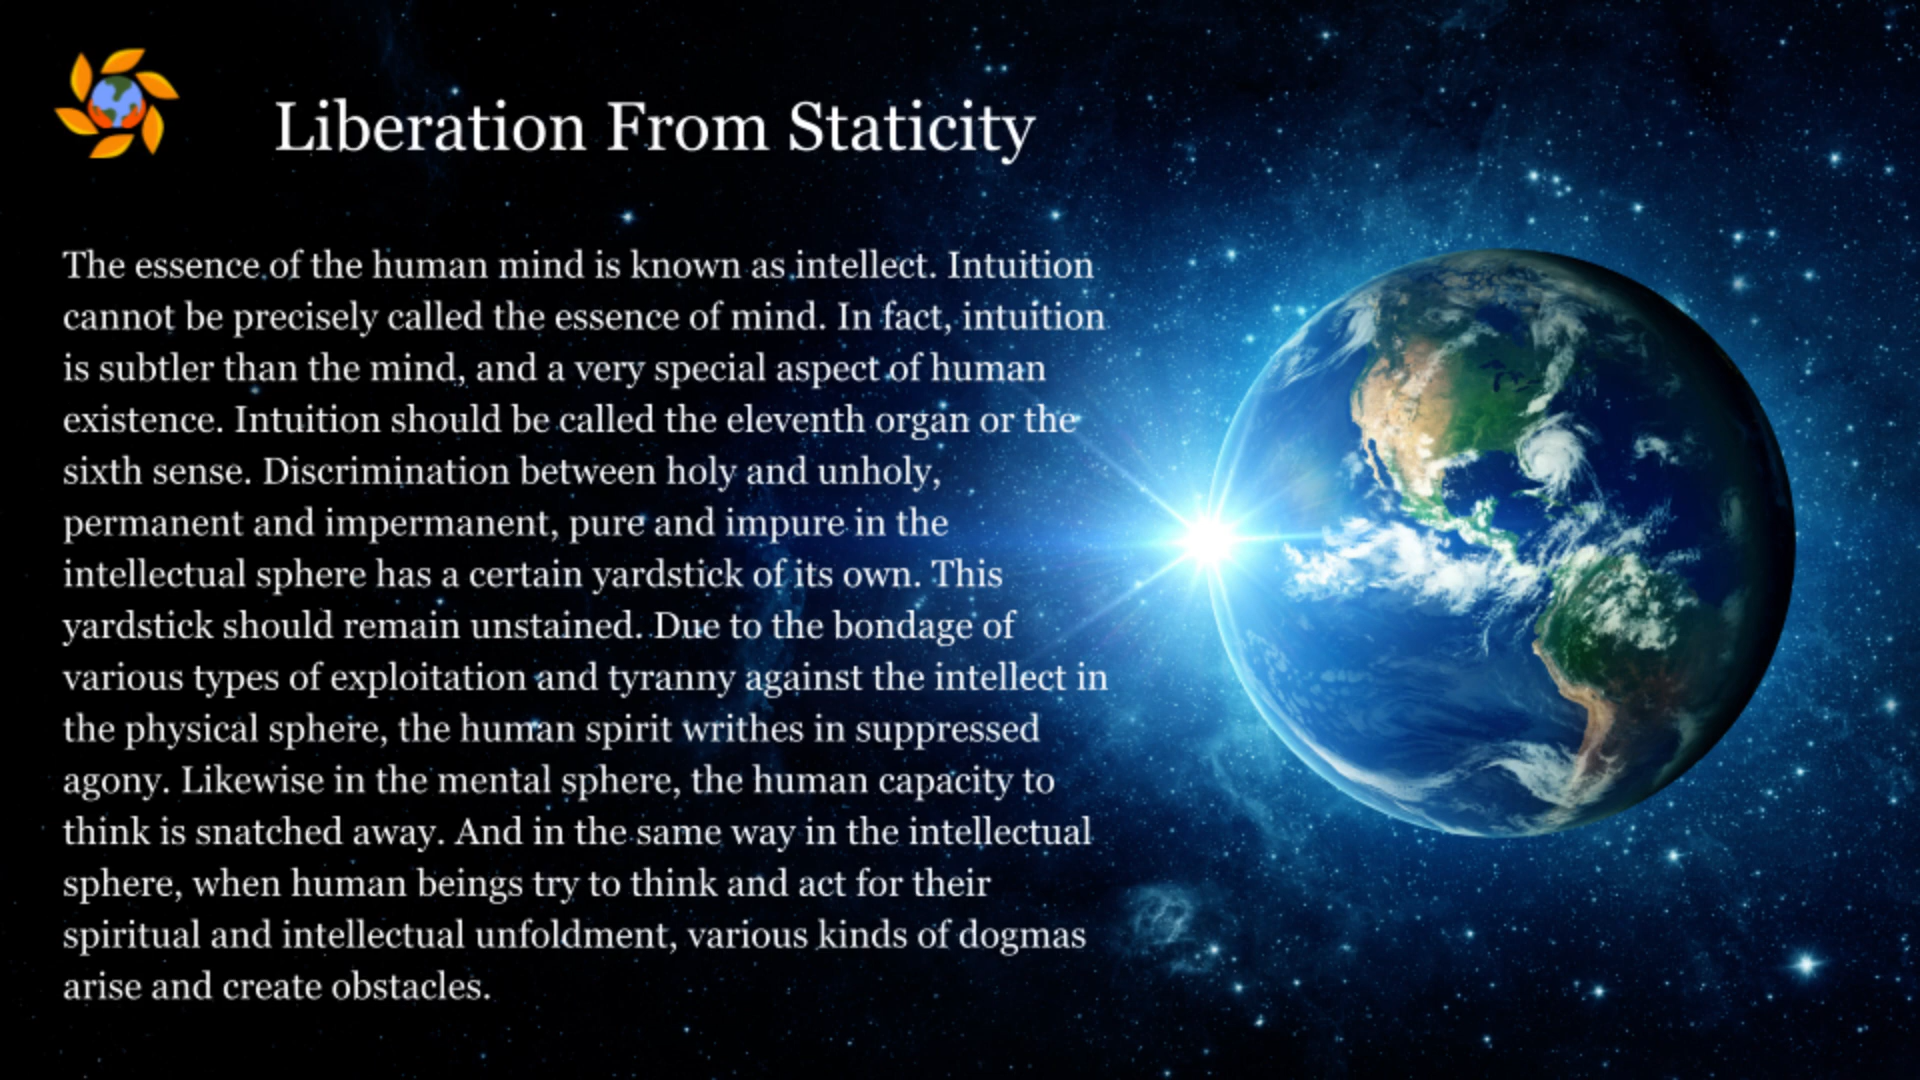 Liberation From Staticity
The essence of the human mind is known as intellect. Intuition
cannot be precisely called the essence of mind. In fact, intuition
is subtler than the mind, and a very special aspect of human
existence. Intuition should be called the eleventh organ or the
sixth sense. Discrimination between holy and unholy,
permanent and impermanent, pure and impure in the
intellectual sphere has a certain yardstick of its own. This
yardstick should remain unstained. Due to the bondage of
various types of exploitation and tyranny against the intellect in
the physical sphere, the human spirit writhes in suppressed
agony. Likewise in the mental sphere, the human capacity to
think is snatched away. And in the same way in the intellectual
sphere, when human beings try to think and act for their
spiritual and intellectual unfoldment, various kinds of dogmas
arise and create obstacles.